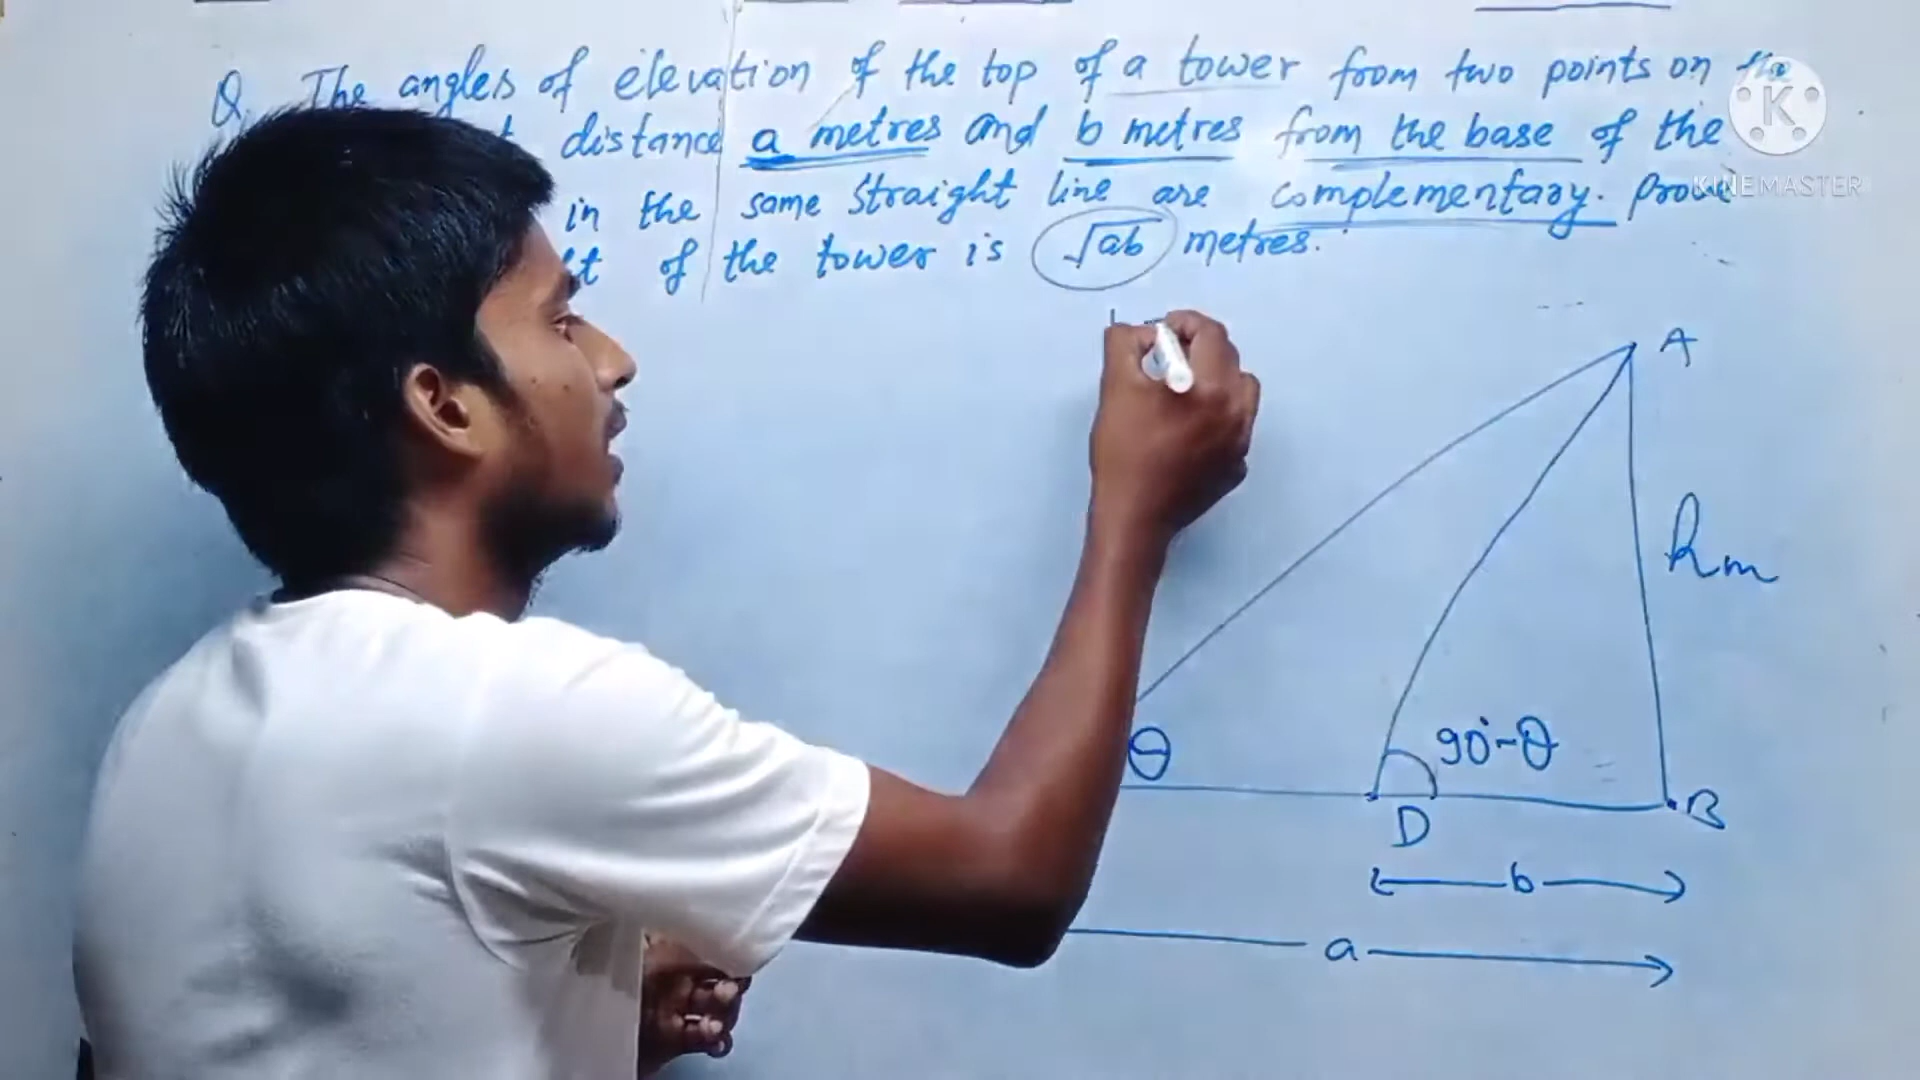 Q. The angles of elevation of the top of a tower from two points on the
distance a metres and b metres from the base of the
in the same straight line are complementary. prove
of the tower is √ab metres.
K
KINEMASTER
A
h m
θ
90°-θ
D
B
b
a